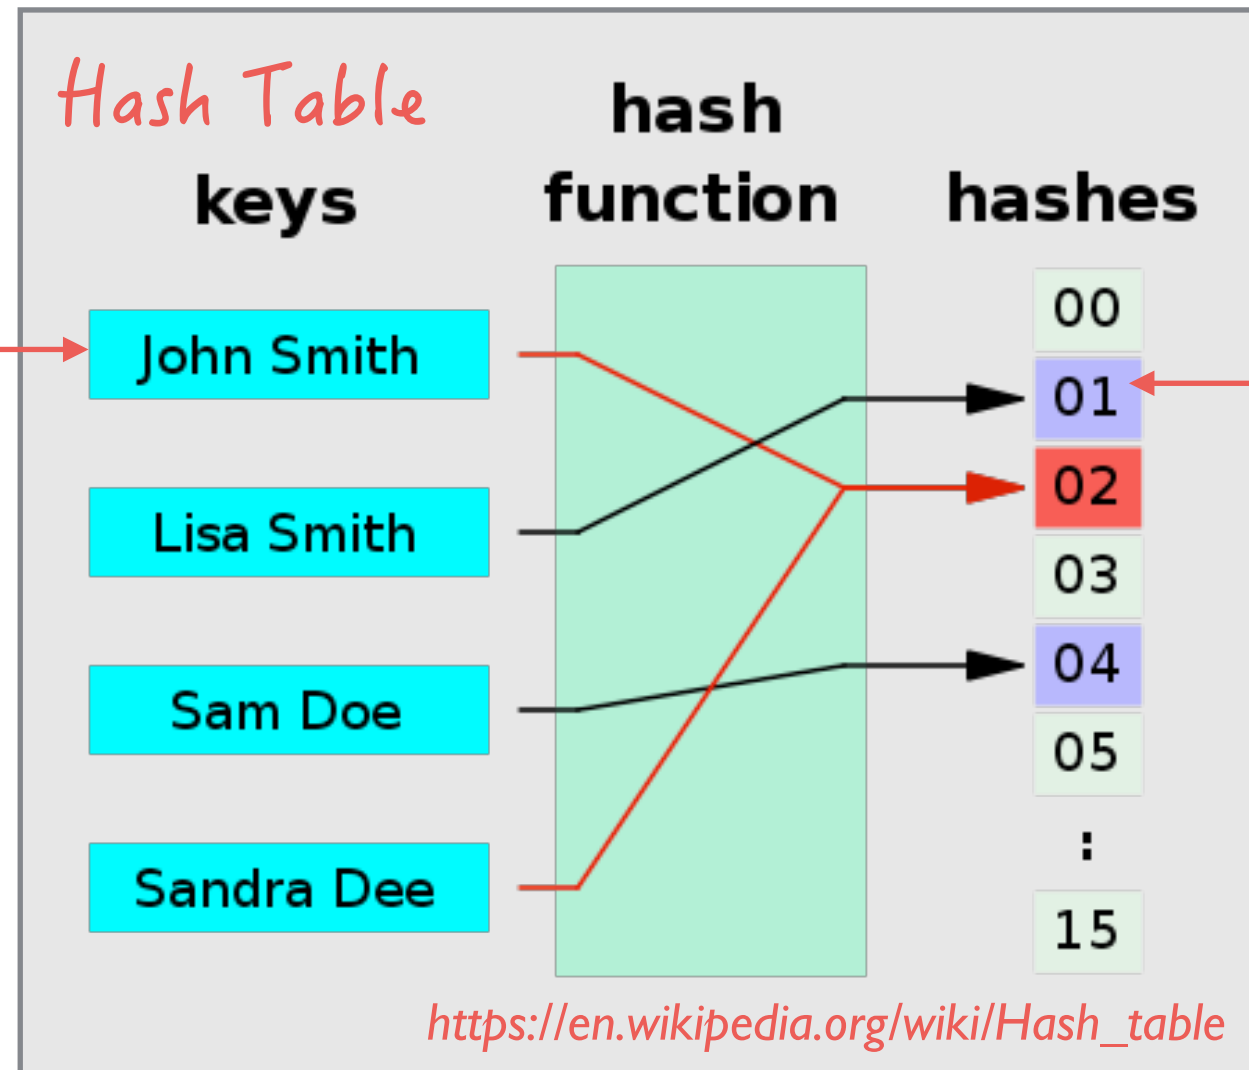 Hash Table
keys
hash
function
hashes
John Smith
Lisa Smith
Sam Doe
Sandra Dee
00
01
02
03
04
05
:
15
https://en.wikipedia.org/wiki/Hash_table